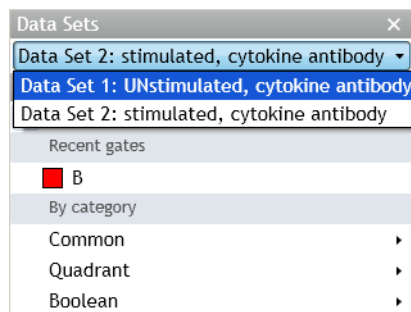 Data Sets
Data Set 2: stimulated, cytokine antibody
Data Set 1: UNstimulated, cytokine antibody
Data Set 2: stimulated, cytokine antibody
Recent gates
B
By category
Common
Quadrant
Boolean